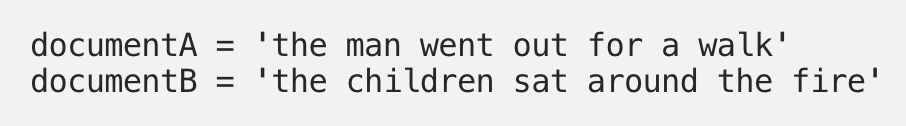 documentA = 'the man went out for a walk'
documentB = 'the children sat around the fire'